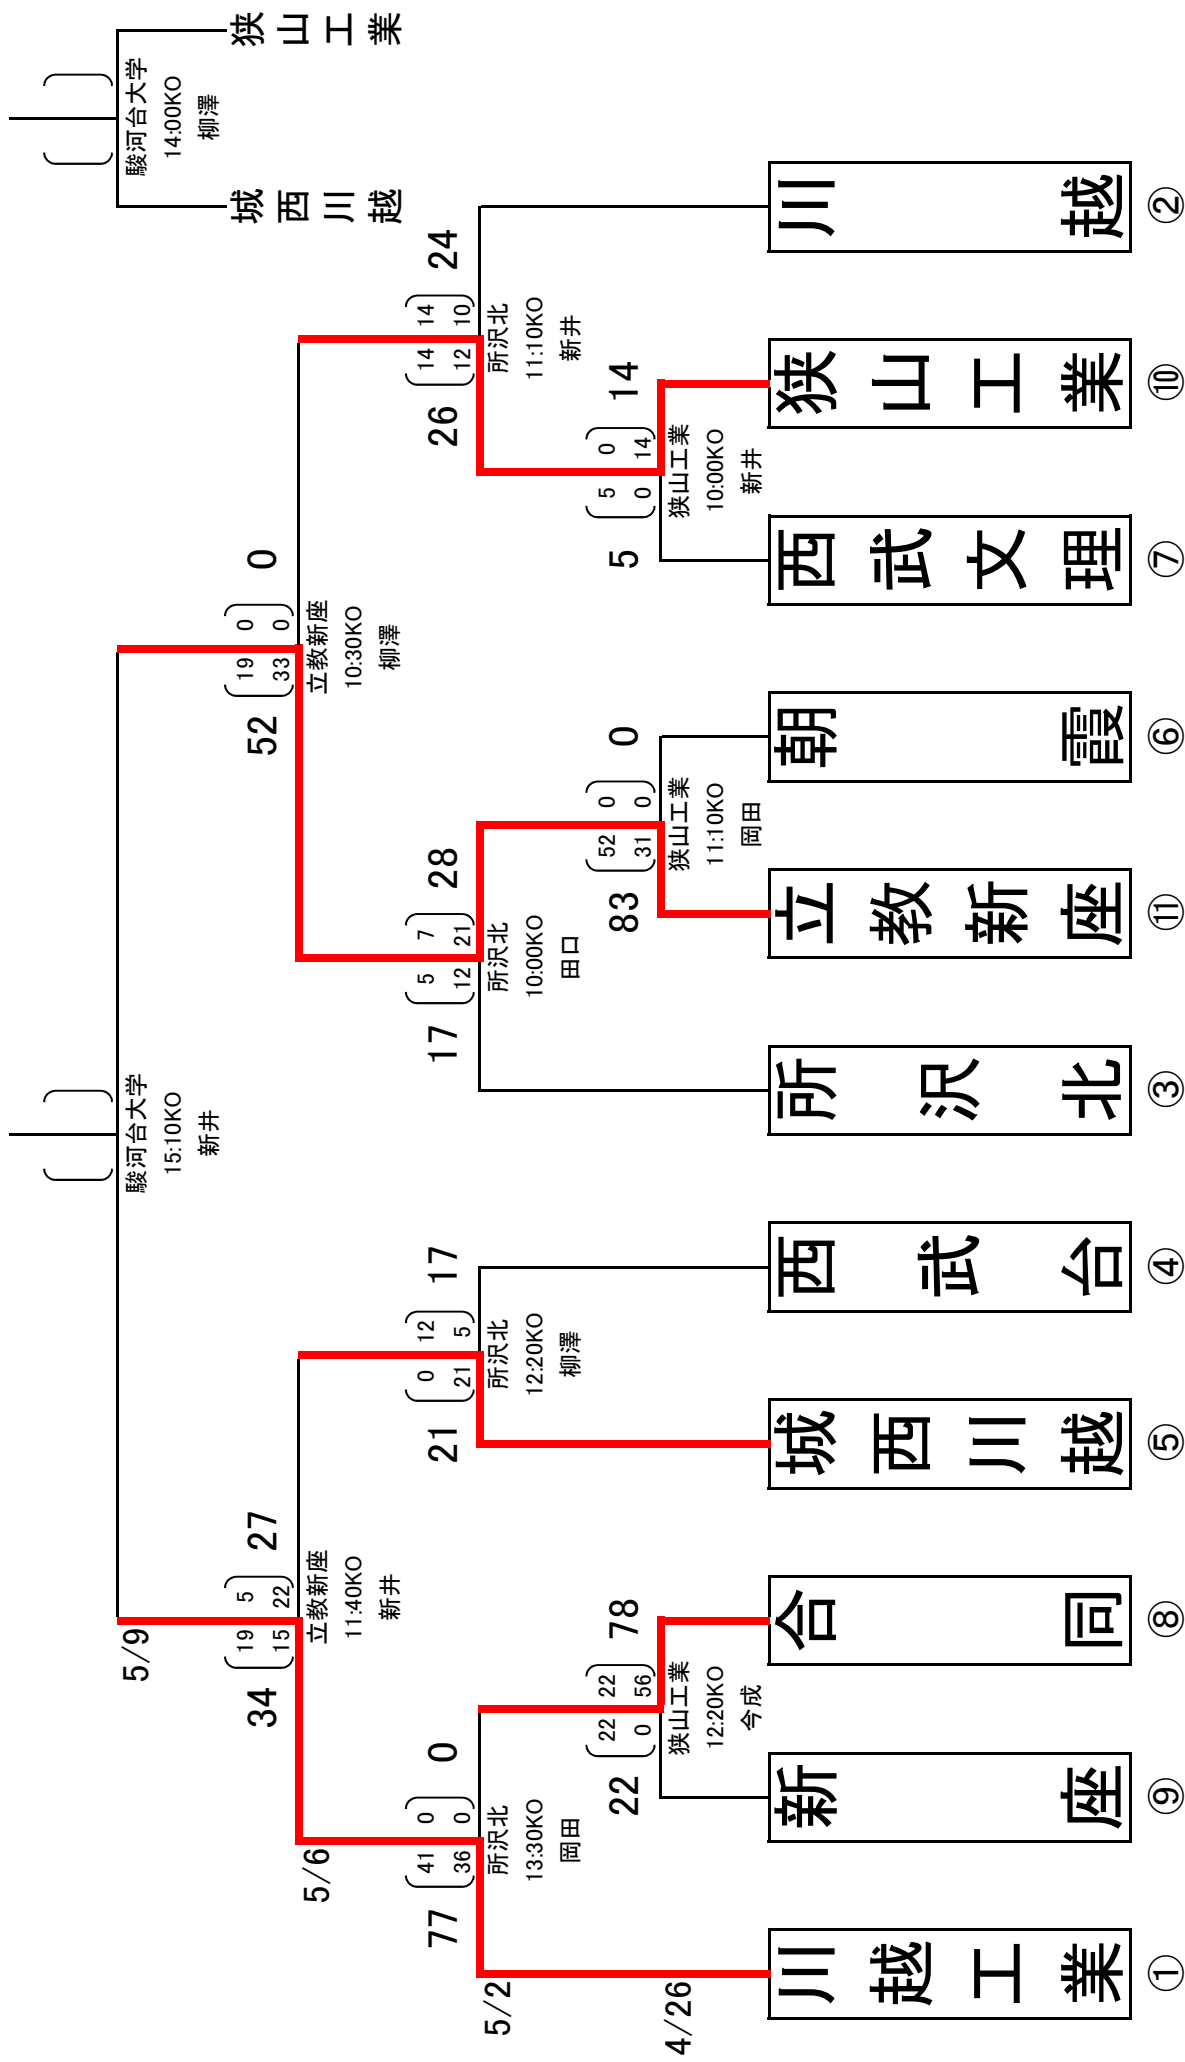 駿河台大学
15:10KO
新井
5/9
駿河台大学
14:00KO
柳澤
城西川越
狭山工業
34
19 5
15 22
27
立教新座
11:40KO
新井
52
19 0
33 0
0
立教新座
10:30KO
柳澤
5/6
77
41 0
36 0
0
所沢北
13:30KO
岡田
21
0 12
21 5
17
所沢北
12:20KO
柳澤
17
5 7
12 21
28
所沢北
10:00KO
田口
26
14 14
12 10
24
所沢北
11:10KO
新井
5/2
22
22 22
0 56
78
狭山工業
12:20KO
今成
83
52 0
31 0
0
狭山工業
11:10KO
岡田
5
5 0
0 14
14
狭山工業
10:00KO
新井
4/26
川越工業
新座
合同
城西川越
西武台
所沢北
立教新座
朝霞
西武文理
狭山工業
川越
① ⑨ ⑧ ⑤ ④ ③ ⑪ ⑥ ⑦ ⑩ ②